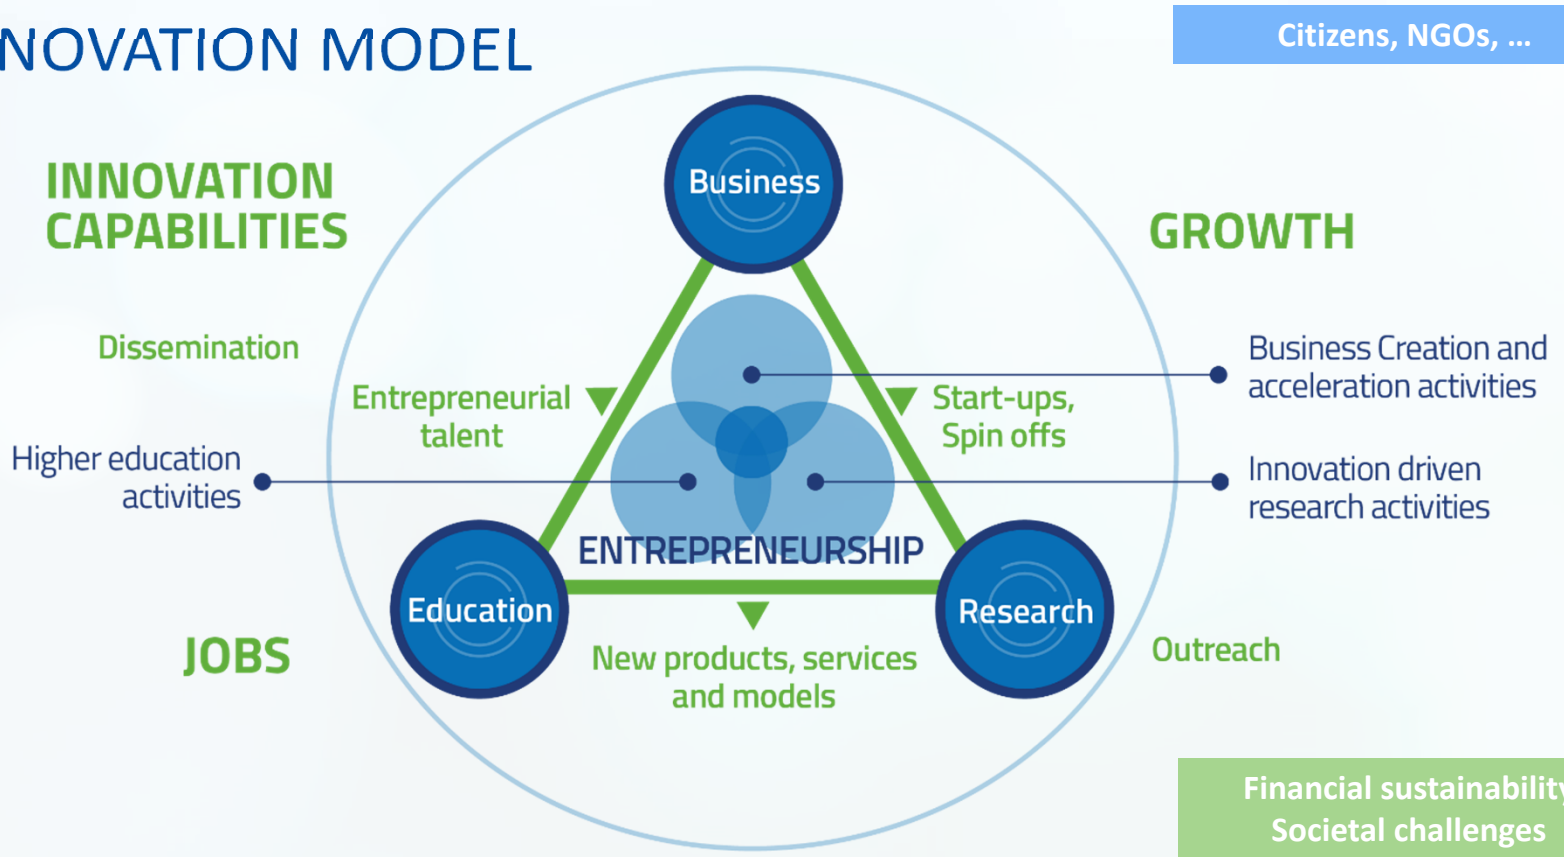 NOVATION MODEL
Citizens, NGOs, ...
INNOVATION
CAPABILITIES
Business
GROWTH
Dissemination
Business Creation and
acceleration activities
Entrepreneurial
talent
Start-ups,
Spin offs
Higher education
activities
Innovation driven
research activities
ENTREPRENEURSHIP
Education
Research
JOBS
New products, services
and models
Outreach
Financial sustainability
Societal challenges